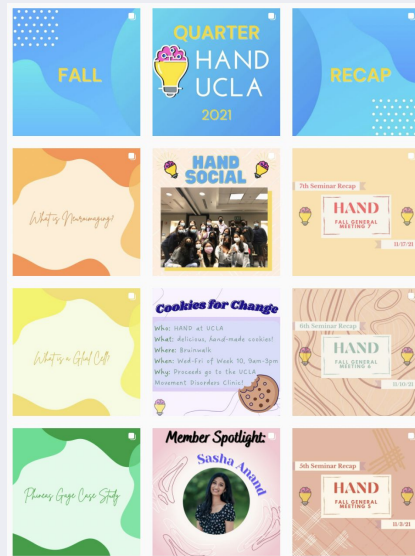 FALL
QUARTER
HAND
UCLA
2021
RECAP
What is Neuroimaging?
HAND
SOCIAL
7th Seminar Recap
HAND
FALL GENERAL
MEETING 7
11/17/21
What is a Glial Cell?
Cookies for Change
Who: HAND at UCLA
What: delicious, hand-made cookies!
Where: Bruinwalk
When: Wed-Fri of Week 10, 9am-3pm
Why: Proceeds go to the UCLA
Movement Disorders Clinic!
6th Seminar Recap
HAND
FALL GENERAL
MEETING 6
11/10/21
Phineas Gage Case Study
Member Spotlight:
Sasha Anand
5th Seminar Recap
HAND
FALL GENERAL
MEETING 5
11/3/21